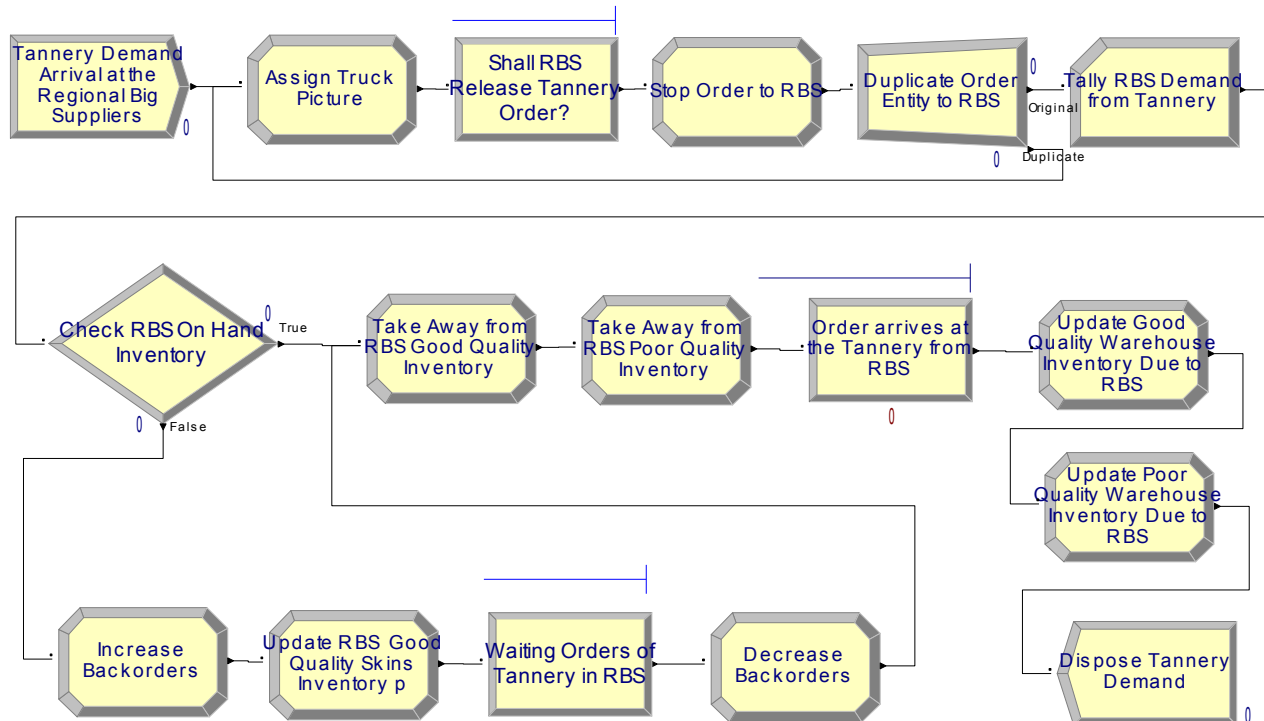 Tannery Demand
Arrival at the
Regional Big
Suppliers
0
Assign Truck
Picture
Shall RBS
Release Tannery
Order?
Stop Order to RBS
Duplicate Order
Entity to RBS
0
Original
0
Duplicate
Tally RBS Demand
from Tannery
Check RBS On Hand
Inventory
0
True
0
False
Take Away from
RBS Good Quality
Inventory
Take Away from
RBS Poor Quality
Inventory
Order arrives at
the Tannery from
RBS
0
Update Good
Quality Warehouse
Inventory Due to
RBS
Update Poor
Quality Warehouse
Inventory Due to
RBS
Increase
Backorders
Update RBS Good
Quality Skins
Inventory p
Waiting Orders of
Tannery in RBS
Decrease
Backorders
Dispose Tannery
Demand
0